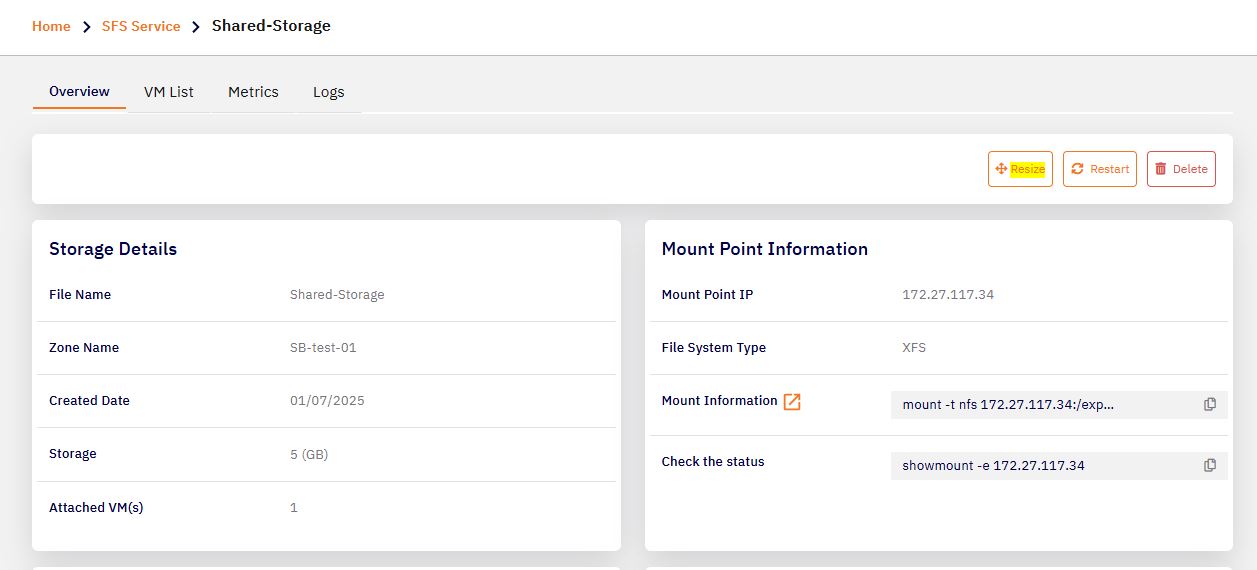 Home > SFS Service > Shared-Storage
Overview VM List Metrics Logs
Resize Restart Delete
Storage Details
File Name Shared-Storage
Zone Name SB-test-01
Created Date 01/07/2025
Storage 5 (GB)
Attached VM(s) 1
Mount Point Information
Mount Point IP 172.27.117.34
File System Type XFS
Mount Information mount -t nfs 172.27.117.34:/exp...
Check the status showmount -e 172.27.117.34